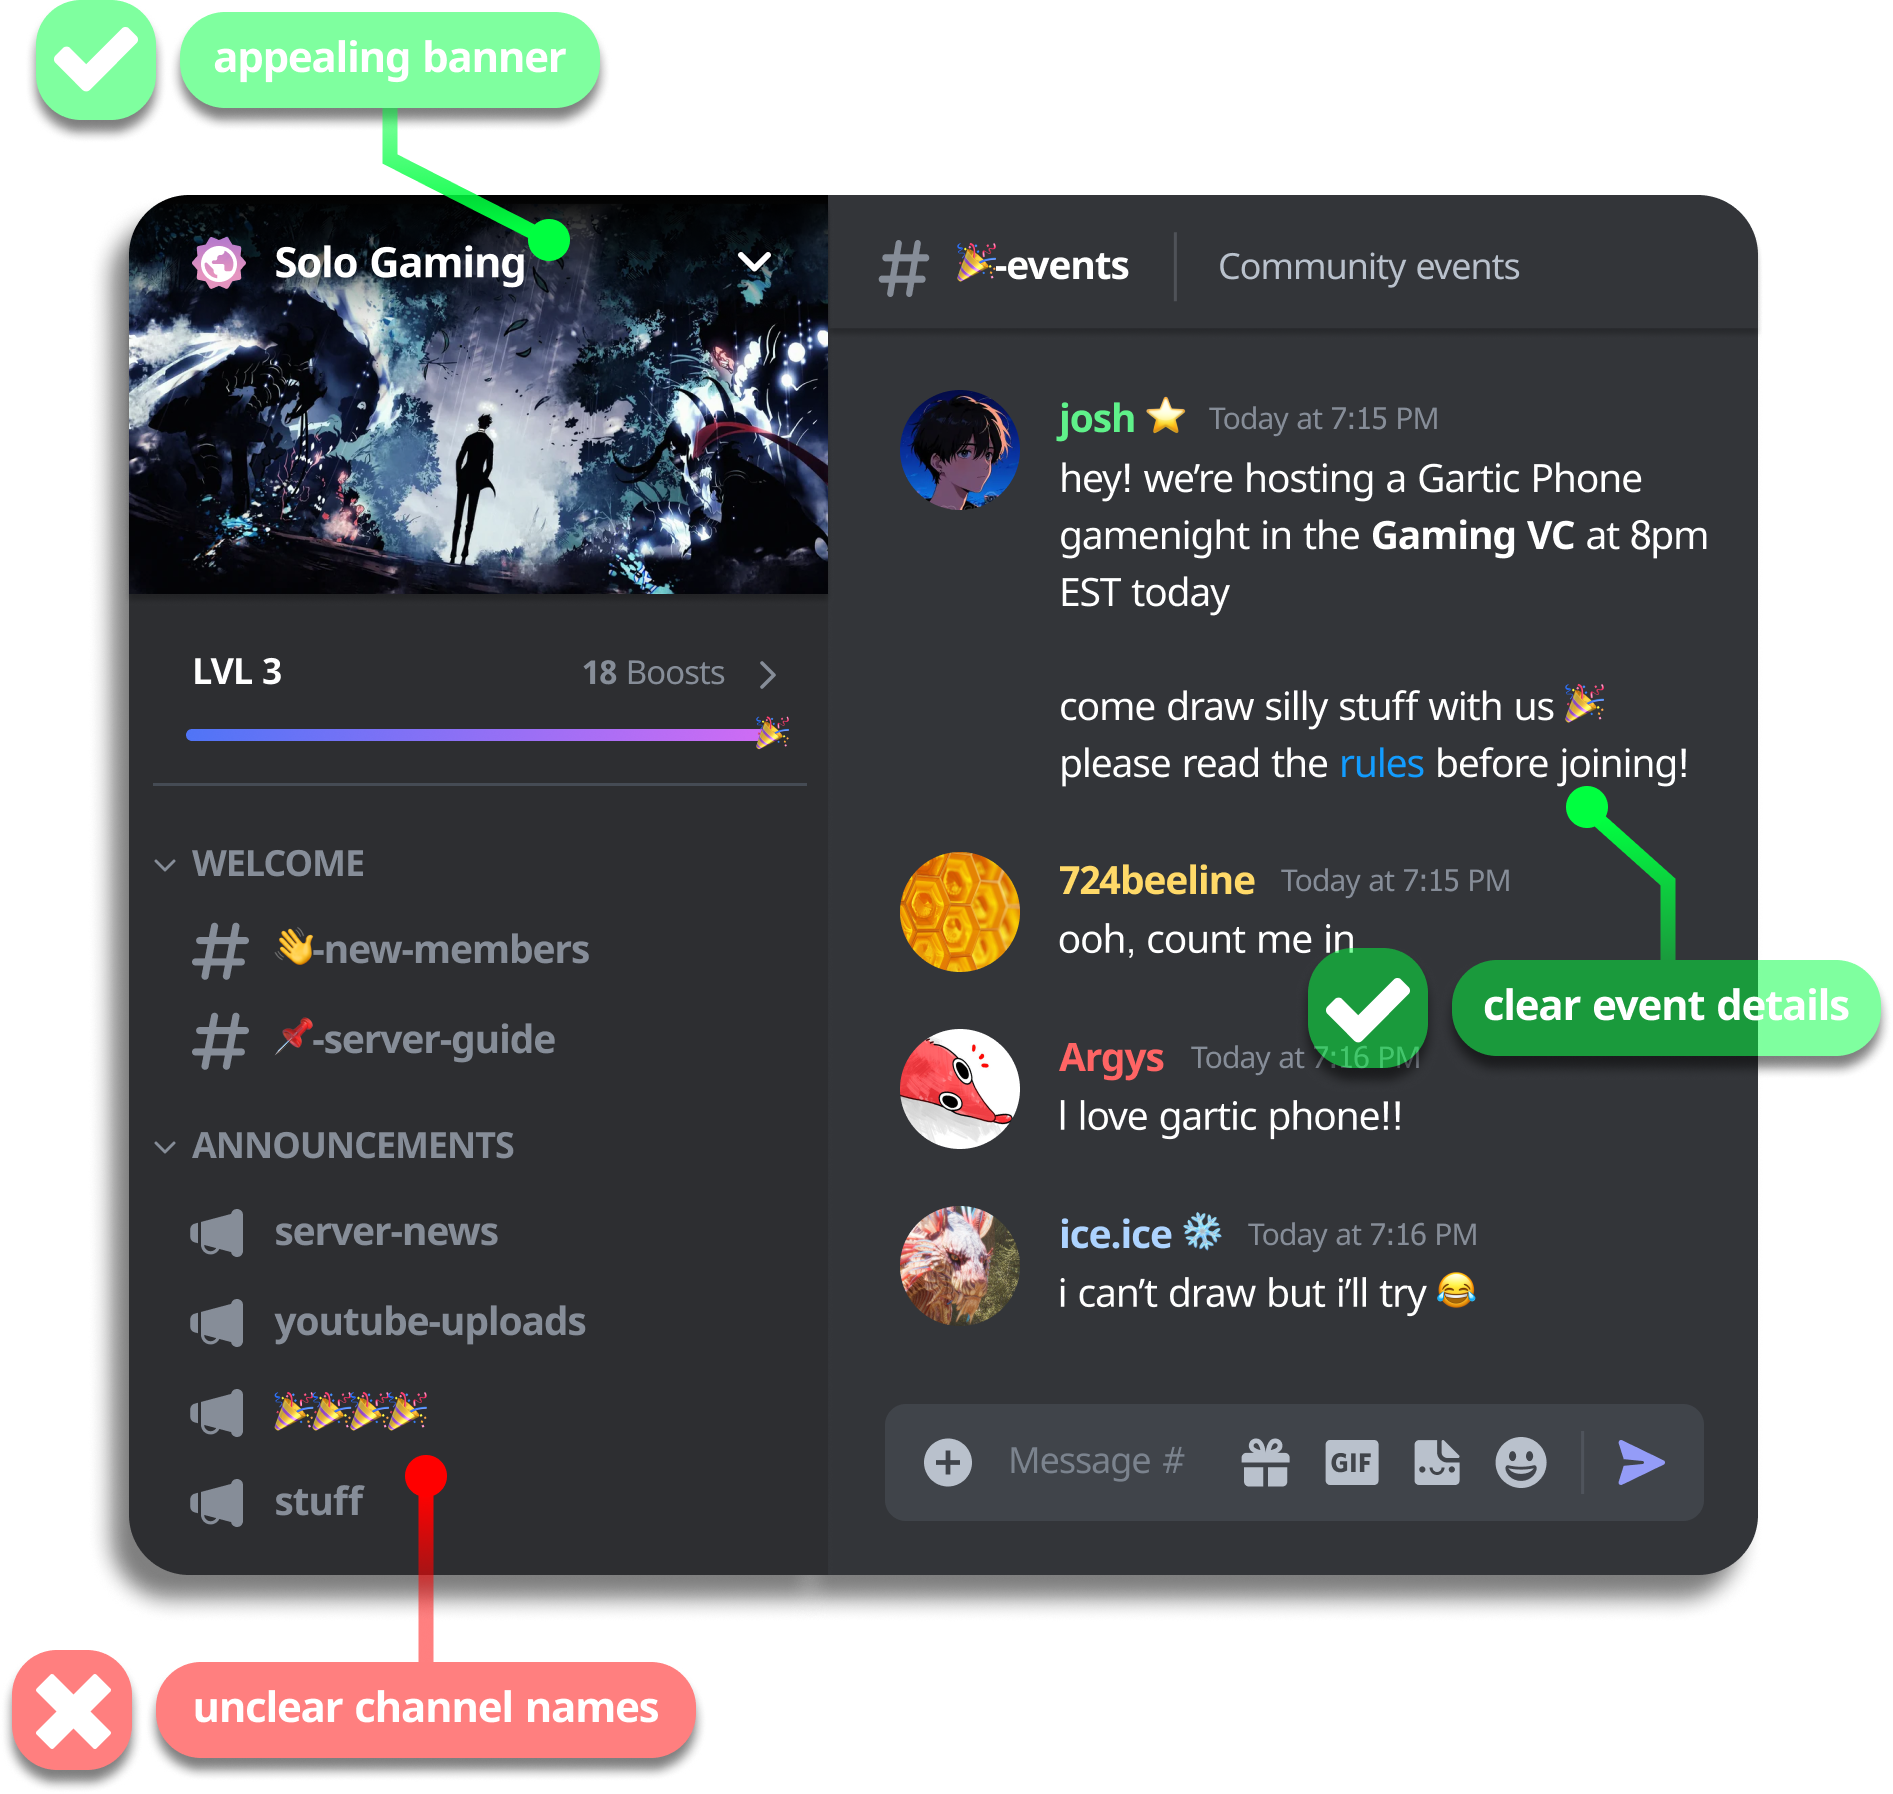 appealing banner
Solo Gaming
LVL 3
18 Boosts
WELCOME
👋-new-members
📌-server-guide
ANNOUNCEMENTS
server-news
youtube-uploads
🎉🎉🎉🎉
stuff
unclear channel names
🎉-events
Community events
josh ⭐ Today at 7:15 PM
hey! we’re hosting a Gartic Phone
gamenight in the Gaming VC at 8pm
EST today
come draw silly stuff with us 🎉
please read the rules before joining!
724beeline Today at 7:15 PM
ooh, count me in
clear event details
Argys Today at 7:16 PM
I love gartic phone!!
ice.ice ❄️ Today at 7:16 PM
i can’t draw but i’ll try 😂
Message #
GIF